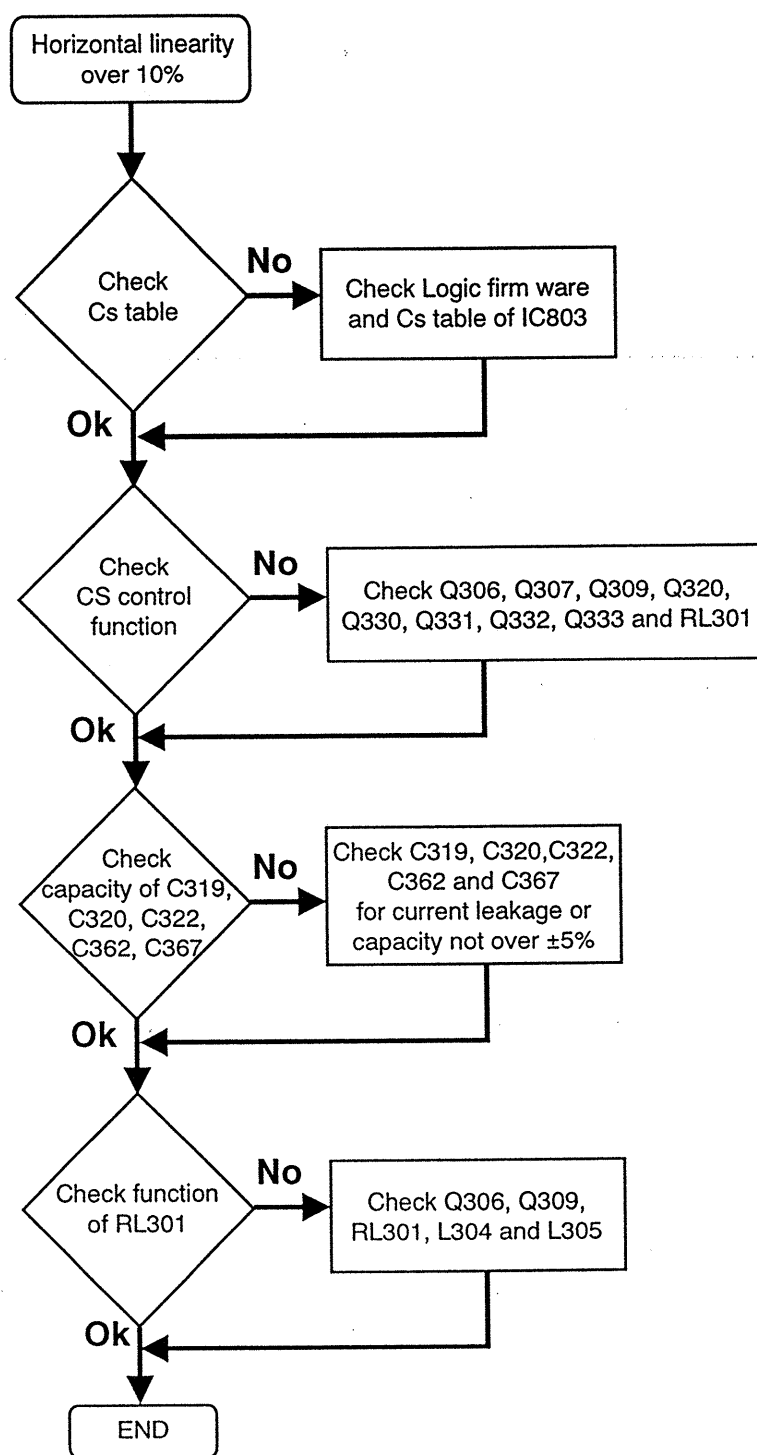 Horizontal linearity
over 10%
Check
Cs table
No
Check Logic firm ware
and Cs table of IC803
Ok
Check
CS control
function
No
Check Q306, Q307, Q309, Q320,
Q330, Q331, Q332, Q333 and RL301
Ok
Check
capacity of C319,
C320, C322,
C362, C367
No
Check C319, C320,C322,
C362 and C367
for current leakage or
capacity not over ±5%
Ok
Check function
of RL301
No
Check Q306, Q309,
RL301, L304 and L305
Ok
END